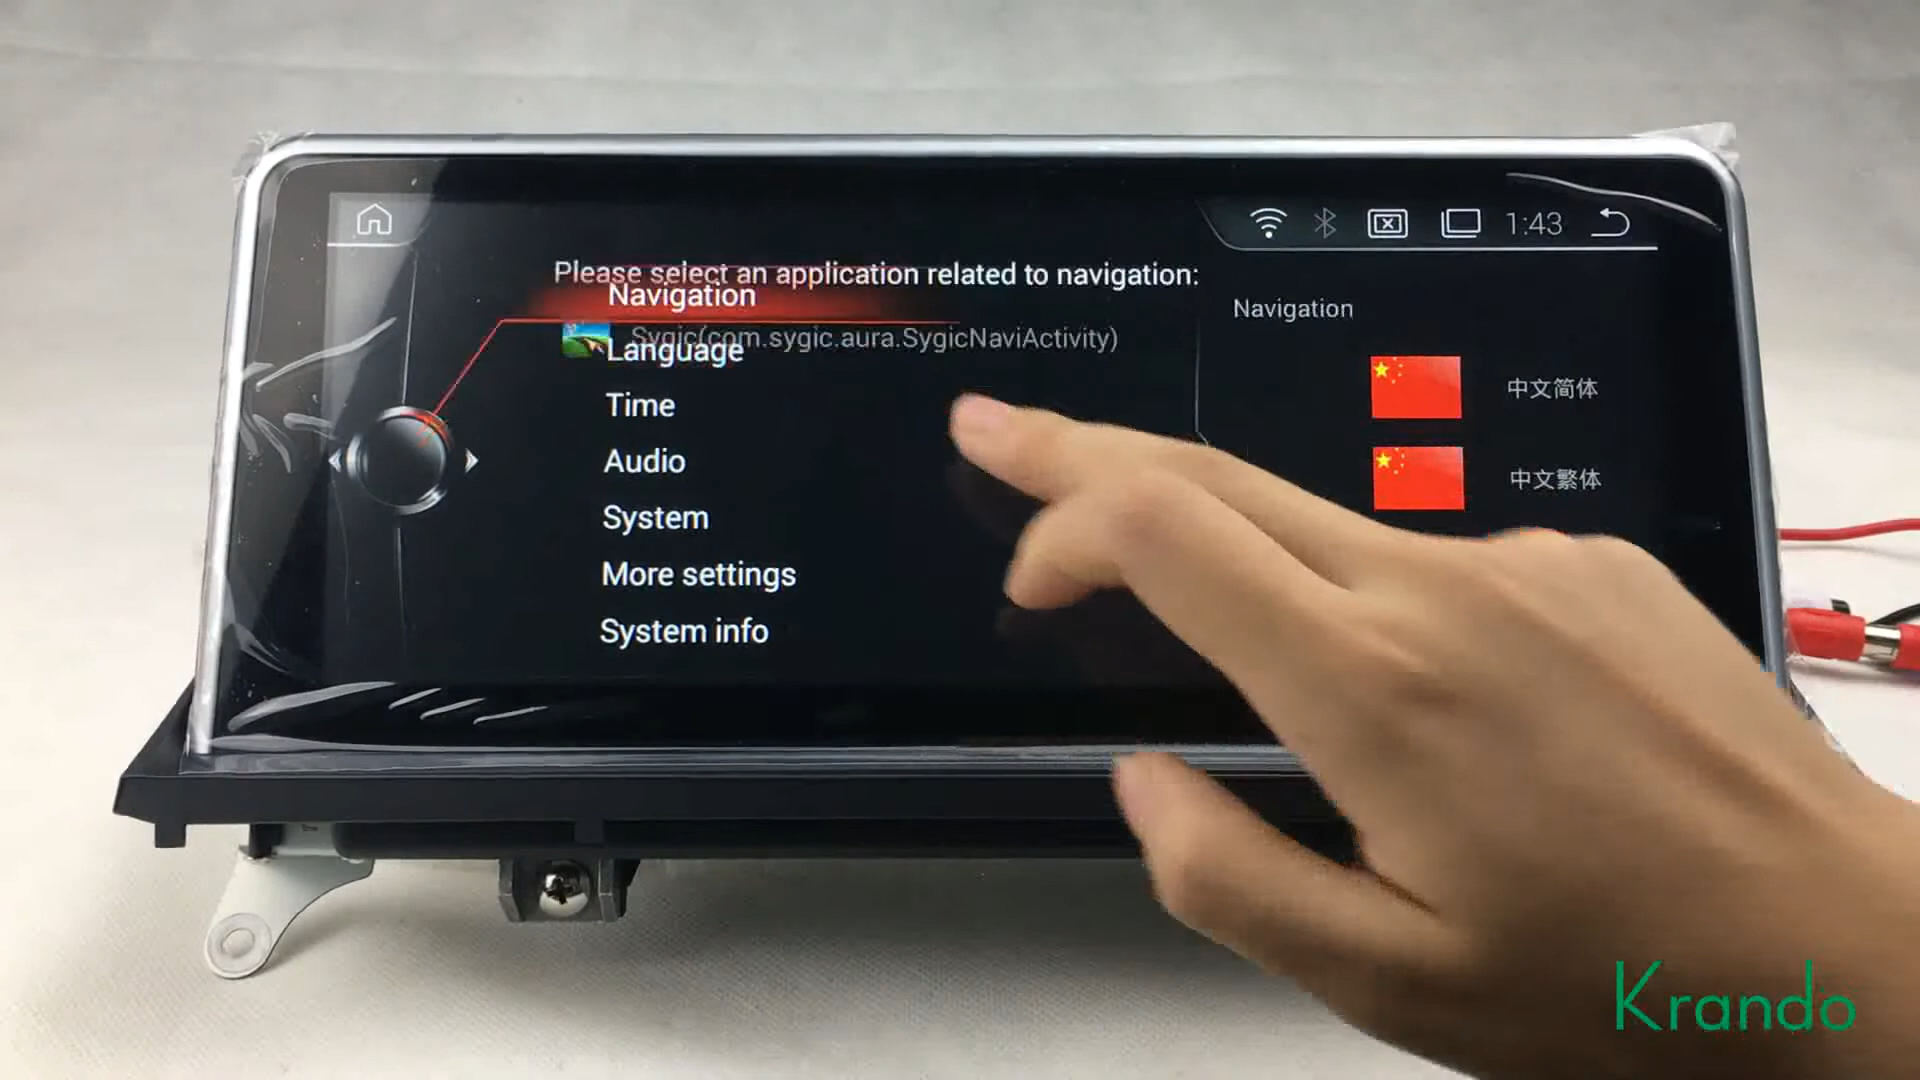 1:43
Please select an application related to navigation:
Navigation
Sygic(com.sygic.aura.SygicNaviActivity)
Language
Time
Audio
System
More settings
System info
Navigation
中文简体
中文繁体
Krando